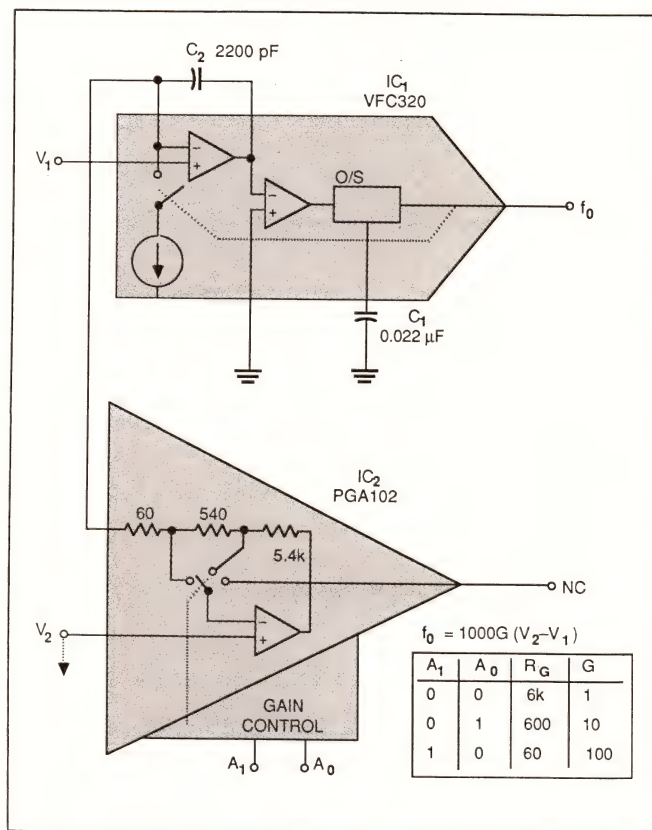 C2 2200 pF
IC1
VFC320
V1
−
+
−
+
O/S
f0
C1
0.022 µF
IC2
PGA102
60
540
5.4k
NC
V2
−
+
f0 = 1000G (V2–V1)
A1 A0 RG G
0 0 6k 1
0 1 600 10
1 0 60 100
GAIN
CONTROL
A1 A0